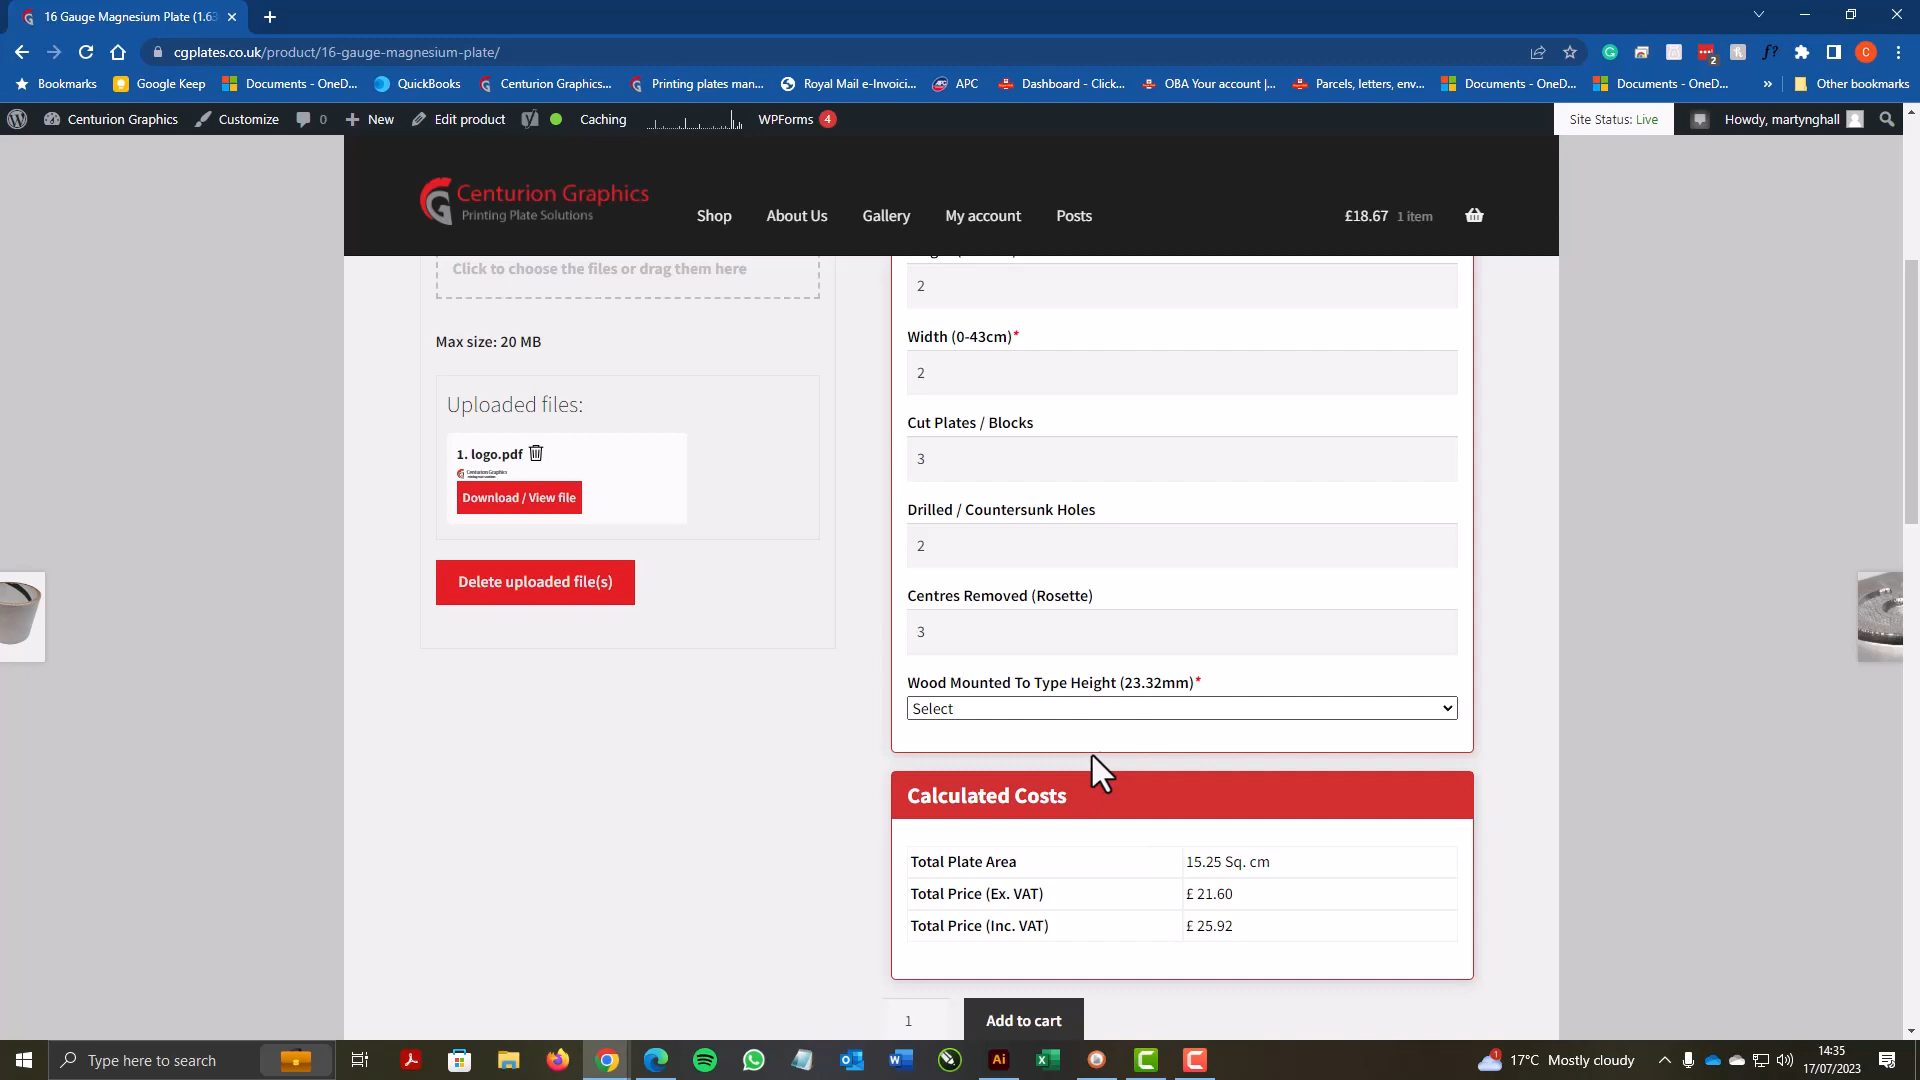 16 Gauge Magnesium Plate (1.63
cgplates.co.uk/product/16-gauge-magnesium-plate/
2
Bookmarks
Google Keep
Documents - OneD...
QuickBooks
Centurion Graphics...
Printing plates man...
Royal Mail e-Invoici...
APC
Dashboard - Click...
OBA Your account |...
Parcels, letters, env...
Documents - OneD...
Documents - OneD...
»
Other bookmarks
Centurion Graphics
Customize
0
New
Edit product
Caching
WPForms 4
Site Status: Live
Howdy, martynghall
Centurion Graphics
Printing Plate Solutions
Shop
About Us
Gallery
My account
Posts
£18.67 1 item
Click to choose the files or drag them here
Max size: 20 MB
Uploaded files:
1. logo.pdf
Centurion Graphics
Download / View file
Delete uploaded file(s)
2
Width (0-43cm)*
2
Cut Plates / Blocks
3
Drilled / Countersunk Holes
2
Centres Removed (Rosette)
3
Wood Mounted To Type Height (23.32mm)*
Select
Calculated Costs
Total Plate Area 15.25 Sq. cm
Total Price (Ex. VAT) £ 21.60
Total Price (Inc. VAT) £ 25.92
1
Add to cart
Type here to search
17°C Mostly cloudy
14:35
17/07/2023